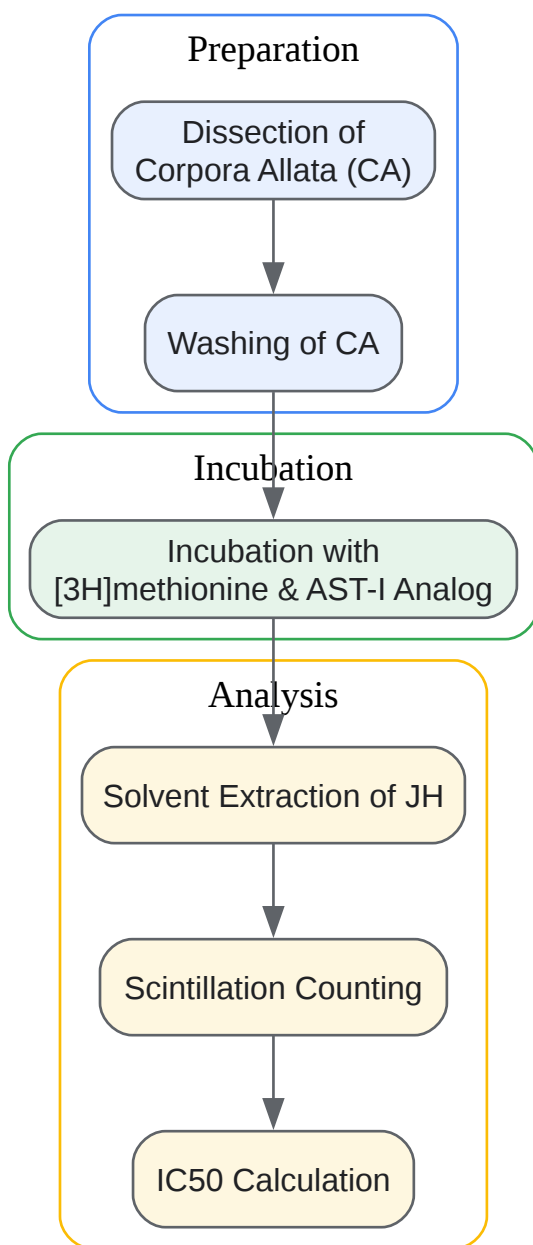 Preparation
Dissection of
Corpora Allata (CA)
Washing of CA
Incubation
Incubation with
[3H]methionine & AST-I Analog
Analysis
Solvent Extraction of JH
Scintillation Counting
IC50 Calculation